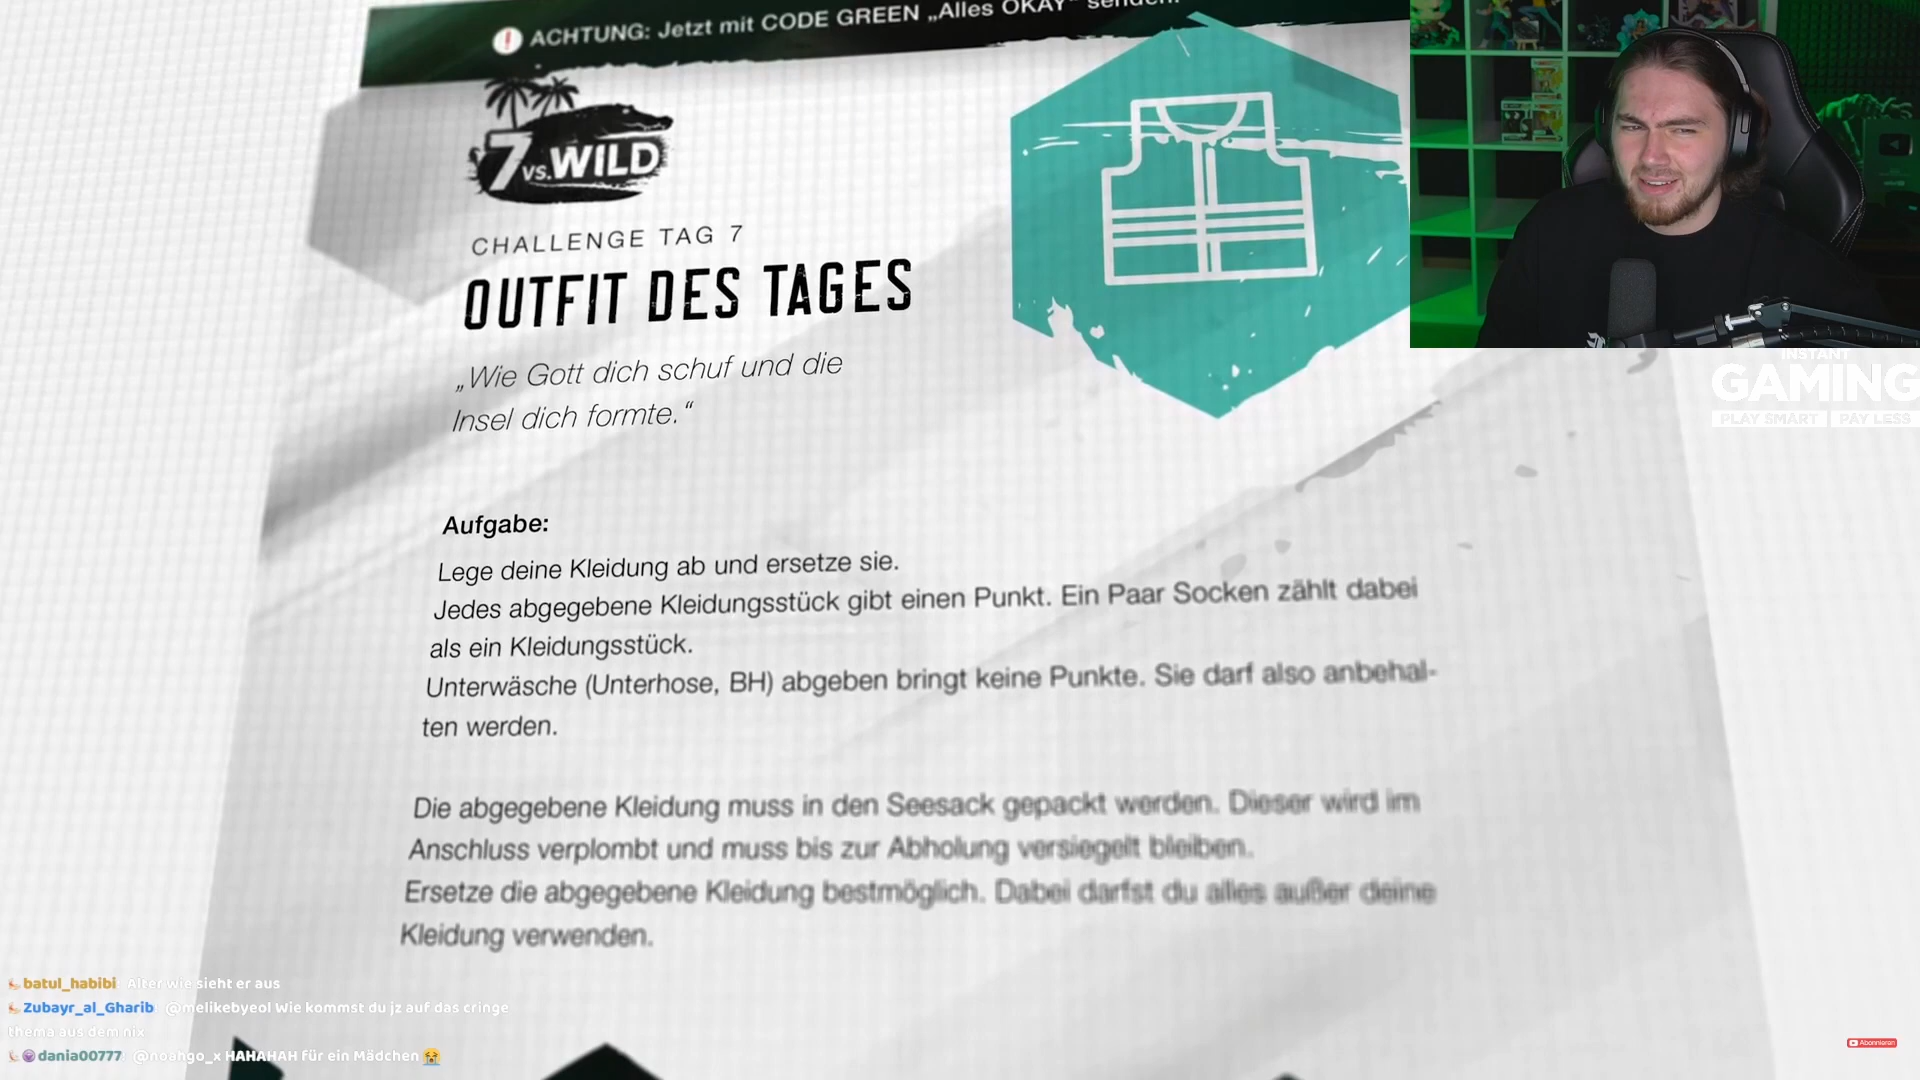 ACHTUNG: Jetzt mit CODE GREEN „Alles OKAY“ senden!
7 vs. WILD
CHALLENGE TAG 7
OUTFIT DES TAGES
„Wie Gott dich schuf und die
Insel dich formte.“
Aufgabe:
Lege deine Kleidung ab und ersetze sie.
Jedes abgegebene Kleidungsstück gibt einen Punkt. Ein Paar Socken zählt dabei
als ein Kleidungsstück.
Unterwäsche (Unterhose, BH) abgeben bringt keine Punkte. Sie darf also anbehal-
ten werden.
Die abgegebene Kleidung muss in den Seesack gepackt werden. Dieser wird im
Anschluss verplombt und muss bis zur Abholung versiegelt bleiben.
Ersetze die abgegebene Kleidung bestmöglich. Dabei darfst du alles außer deine
Kleidung verwenden.
INSTANT
GAMING
PLAY SMART PAY LESS
batul_habibi Alter wie sieht er aus
Zubayr_al_Gharib @melikebyeol Wie kommst du jz auf das cringe
thema aus dem nix
dania00777 @noahgo_x HAHAHAH für ein Mädchen 😭
Abonnieren